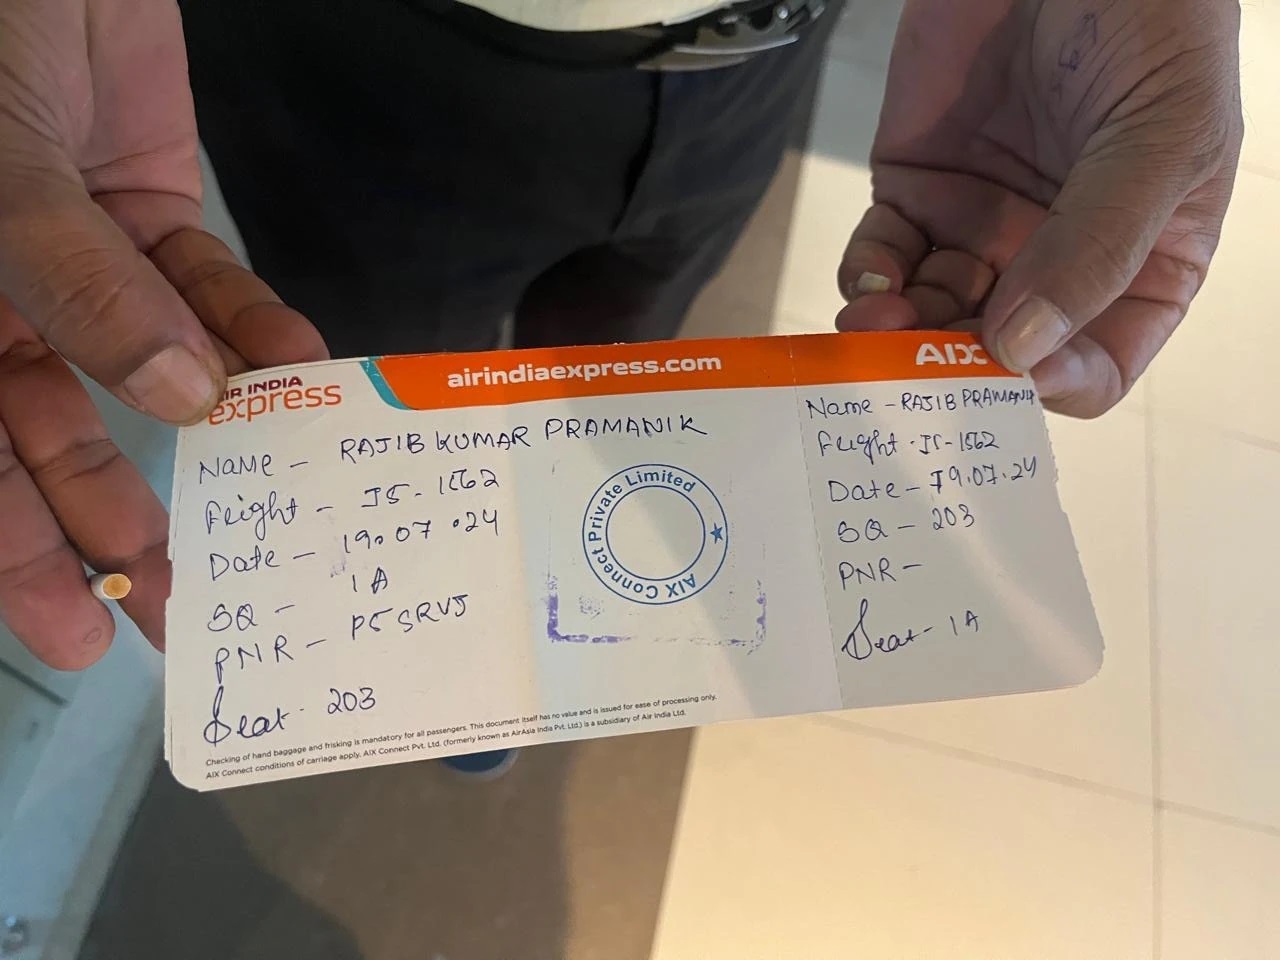 AIR INDIA
express
airindiaexpress.com
AIX
NAME - RAJIB KUMAR PRAMANIK
Flight - I5 - 1562
Date - 19.07.24
SQ - 1A
PNR - P5SRVJ
Seat - 203
AIX Connect Private Limited
Name - RAJIB PRAMANIK
Flight - I5-1562
Date - 19.07.24
SQ - 203
PNR -
Seat - 1A
Checking of hand baggage and frisking is mandatory for all passengers. This document itself has no value and is issued for ease of processing only.
AIX Connect conditions of carriage apply. AIX Connect Pvt. Ltd. (formerly known as AirAsia India Pvt. Ltd.) is a subsidiary of Air India Ltd.